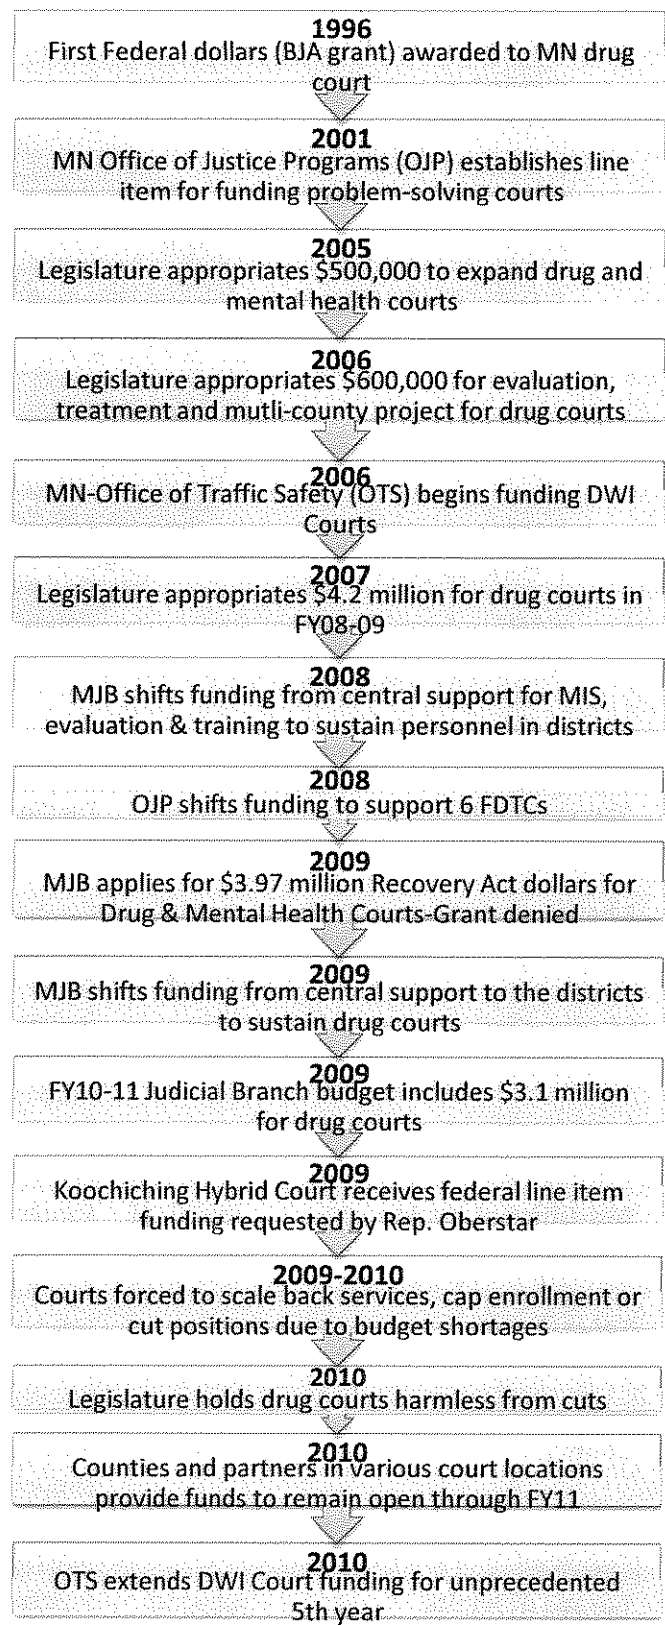 1996
First Federal dollars (BJA grant) awarded to MN drug
court
2001
MN Office of Justice Programs (OJP) establishes line
item for funding problem-solving courts
2005
Legislature appropriates $500,000 to expand drug and
mental health courts
2006
Legislature appropriates $600,000 for evaluation,
treatment and mutli-county project for drug courts
2006
MN-Office of Traffic Safety (OTS) begins funding DWI
Courts
2007
Legislature appropriates $4.2 million for drug courts in
FY08-09
2008
MJB shifts funding from central support for MIS,
evaluation & training to sustain personnel in districts
2008
OJP shifts funding to support 6 FDTCs
2009
MJB applies for $3.97 million Recovery Act dollars for
Drug & Mental Health Courts-Grant denied
2009
MJB shifts funding from central support to the districts
to sustain drug courts
2009
FY10-11 Judicial Branch budget includes $3.1 million
for drug courts
2009
Koochiching Hybrid Court receives federal line item
funding requested by Rep. Oberstar
2009-2010
Courts forced to scale back services, cap enrollment or
cut positions due to budget shortages
2010
Legislature holds drug courts harmless from cuts
2010
Counties and partners in various court locations
provide funds to remain open through FY11
2010
OTS extends DWI Court funding for unprecedented
5th year